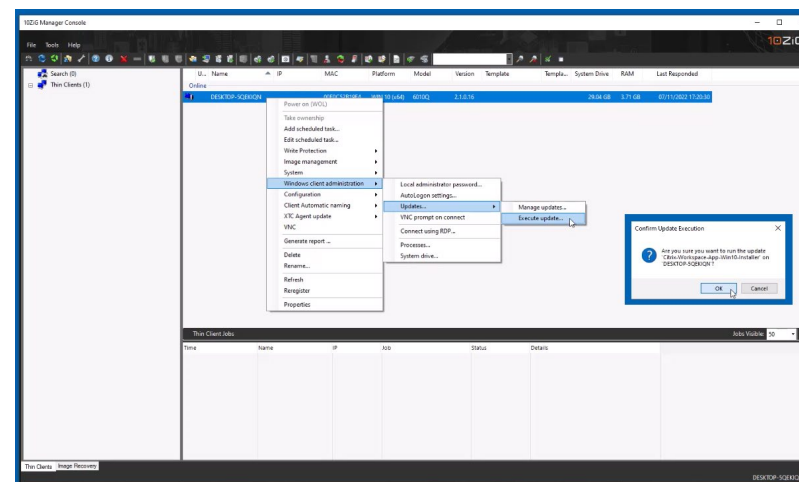 10ZiG Manager Console
10ZiG
File Tools Help
Search (0)
Thin Clients (1)
U... Name IP MAC Platform Model Version Template Templa... System Drive RAM Last Responded
Online
DESKTOP-5QEKIQN WIN 10 (x64) 6010Q 2.1.0.16 29.04 GB 3.71 GB 07/11/2022 17:20:30
Power on (WOL)
Take ownership
Add scheduled task...
Edit scheduled task...
Write Protection
Image management
System
Windows client administration
Configuration
Client Automatic naming
XTC Agent update
VNC
Generate report ...
Delete
Rename...
Refresh
Reregister
Properties
Local administrator password...
AutoLogon settings...
Updates...
VNC prompt on connect
Connect using RDP...
Processes...
System drive...
Manage updates...
Execute update...
Confirm Update Execution
Are you sure you want to run the update
'Citrix-Workspace-App-Win10-Installer' on
'DESKTOP-5QEKIQN' ?
OK Cancel
Thin Client Jobs Jobs Visible 50
Time Name IP Job Status Details
Thin Clients Image Recovery
DESKTOP-5QEKIQ